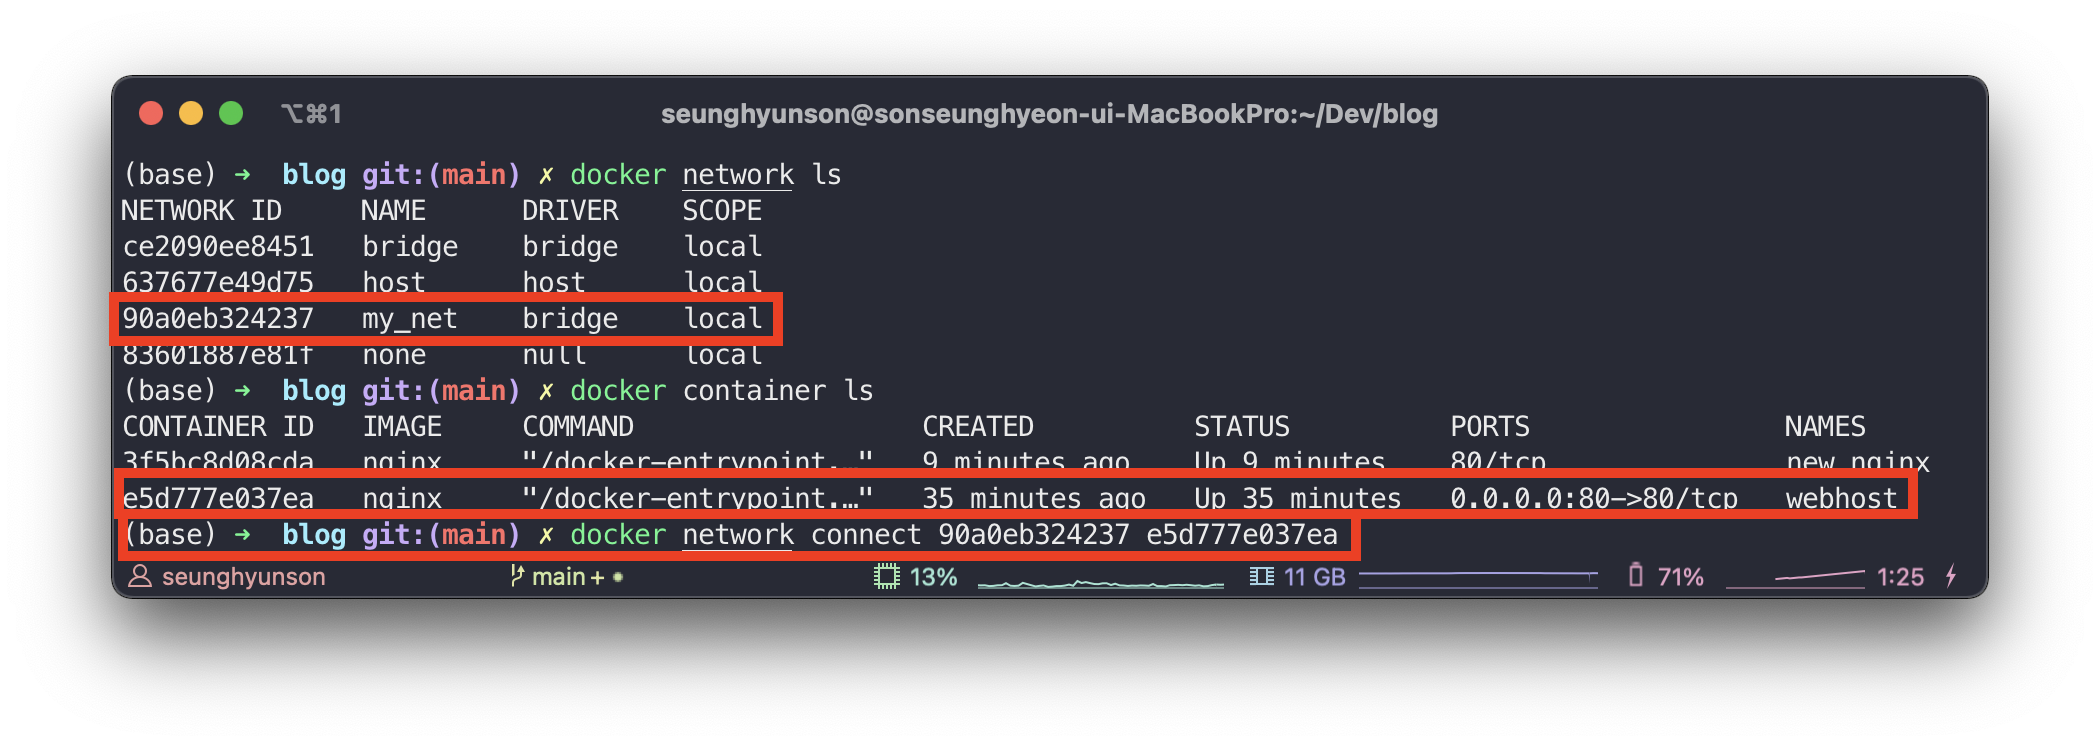 ⌥⌘1 seunghyunson@sonseunghyeon-ui-MacBookPro:~/Dev/blog
(base) ➜ blog git:(main) ✗ docker network ls
NETWORK ID NAME DRIVER SCOPE
ce2090ee8451 bridge bridge local
637677e49d75 host host local
90a0eb324237 my_net bridge local
83601887e81f none null local
(base) ➜ blog git:(main) ✗ docker container ls
CONTAINER ID IMAGE COMMAND CREATED STATUS PORTS NAMES
3f5bc8d08cda nginx "/docker-entrypoint.…" 9 minutes ago Up 9 minutes 80/tcp new_nginx
e5d777e037ea nginx "/docker-entrypoint.…" 35 minutes ago Up 35 minutes 0.0.0.0:80->80/tcp webhost
(base) ➜ blog git:(main) ✗ docker network connect 90a0eb324237 e5d777e037ea
seunghyunson main+● 13% 11 GB 71% 1:25